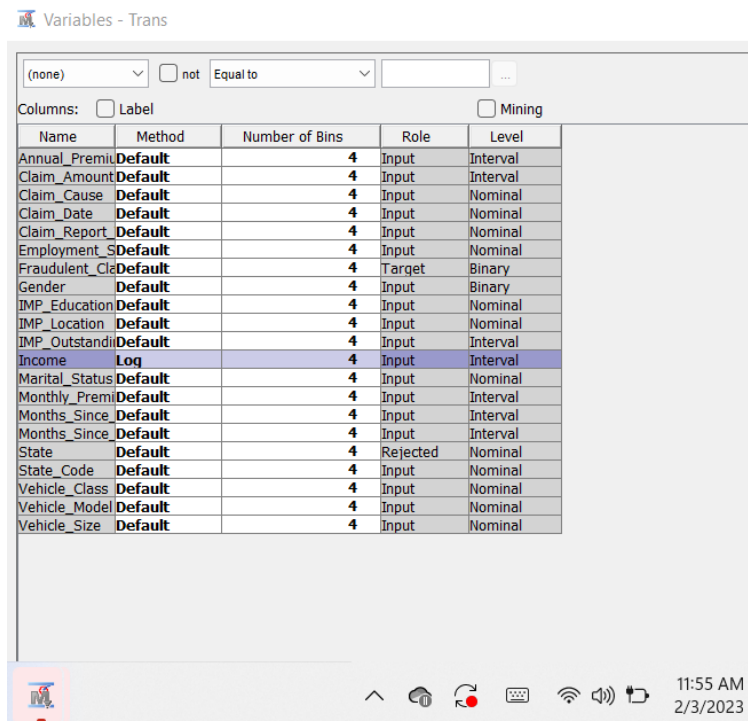 Variables - Trans
(none) not Equal to ...
Columns: Label Mining
Name Method Number of Bins Role Level
Annual_Premiu Default 4 Input Interval
Claim_Amount Default 4 Input Interval
Claim_Cause Default 4 Input Nominal
Claim_Date Default 4 Input Nominal
Claim_Report_ Default 4 Input Nominal
Employment_S Default 4 Input Nominal
Fraudulent_Cla Default 4 Target Binary
Gender Default 4 Input Binary
IMP_Education Default 4 Input Nominal
IMP_Location Default 4 Input Nominal
IMP_Outstandi Default 4 Input Interval
Income Log 4 Input Interval
Marital_Status Default 4 Input Nominal
Monthly_Premi Default 4 Input Interval
Months_Since_ Default 4 Input Interval
Months_Since_ Default 4 Input Interval
State Default 4 Rejected Nominal
State_Code Default 4 Input Nominal
Vehicle_Class Default 4 Input Nominal
Vehicle_Model Default 4 Input Nominal
Vehicle_Size Default 4 Input Nominal
11:55 AM
2/3/2023